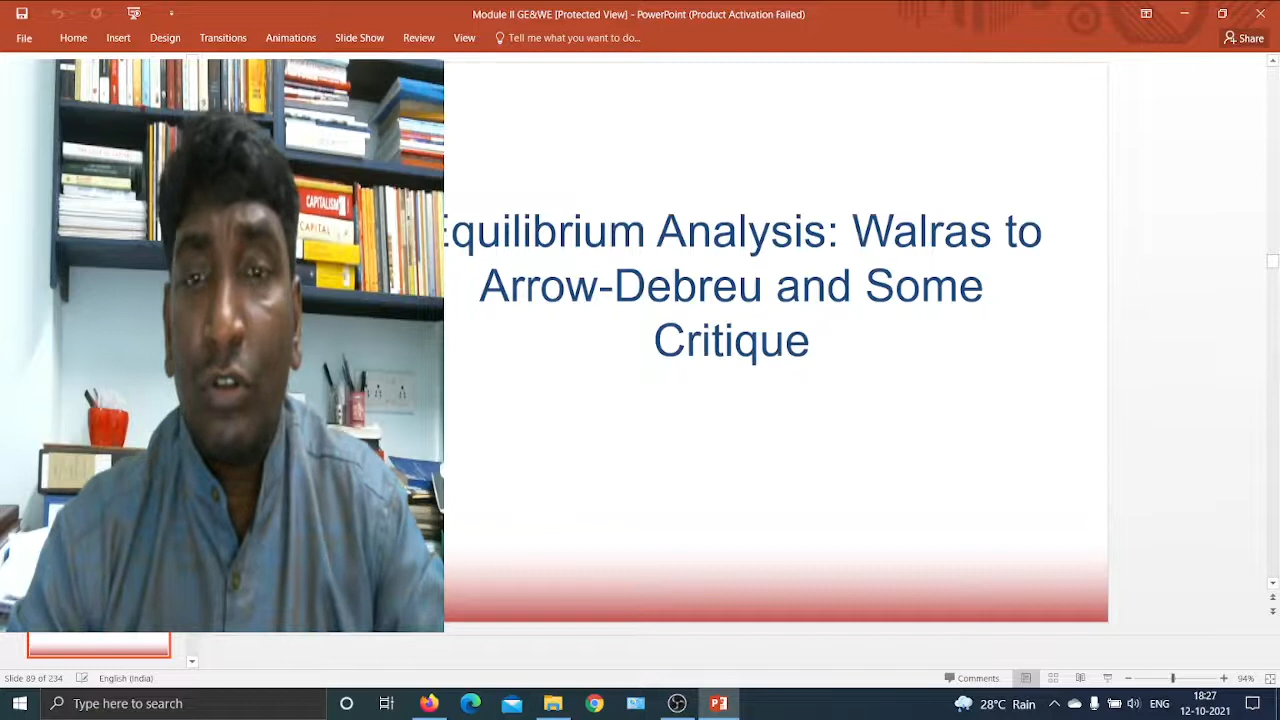 Module II GE&WE [Protected View] - PowerPoint (Product Activation Failed)
File Home Insert Design Transitions Animations Slide Show Review View Tell me what you want to do... Share
CAPITALISM
CAPITAL
Equilibrium Analysis: Walras to
Arrow-Debreu and Some
Critique
Slide 89 of 234 English (India) Comments 94%
Type here to search 28°C Rain 18:27
12-10-2021